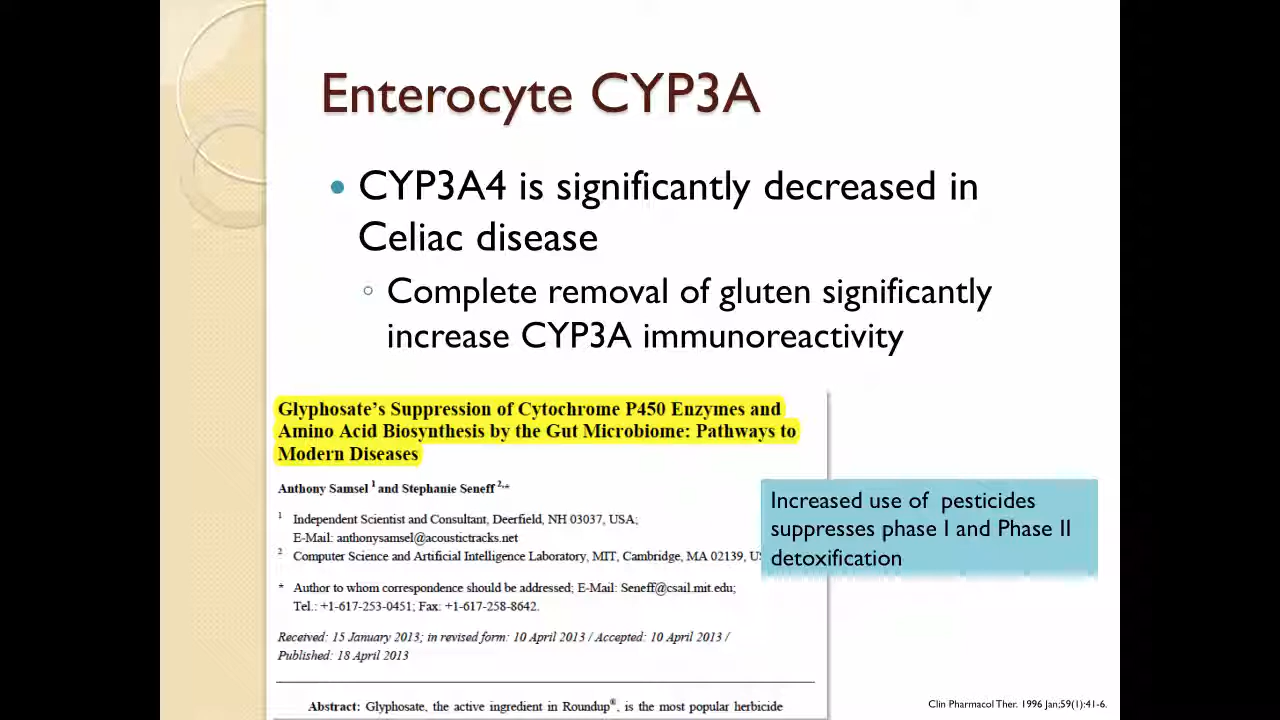 Enterocyte CYP3A
• CYP3A4 is significantly decreased in
Celiac disease
◦ Complete removal of gluten significantly
increase CYP3A immunoreactivity
Glyphosate's Suppression of Cytochrome P450 Enzymes and
Amino Acid Biosynthesis by the Gut Microbiome: Pathways to
Modern Diseases
Anthony Samsel 1 and Stephanie Seneff 2,*
1 Independent Scientist and Consultant, Deerfield, NH 03037, USA;
E-Mail: anthonysamsel@acoustictracks.net
2 Computer Science and Artificial Intelligence Laboratory, MIT, Cambridge, MA 02139,
* Author to whom correspondence should be addressed; E-Mail: Seneff@csail.mit.edu;
Tel.: +1-617-253-0451; Fax: +1-617-258-8642.
Received: 15 January 2013; in revised form: 10 April 2013 / Accepted: 10 April 2013 /
Published: 18 April 2013
Abstract: Glyphosate, the active ingredient in Roundup®, is the most popular herbicide
Increased use of pesticides
suppresses phase I and Phase II
detoxification
Clin Pharmacol Ther. 1996 Jan;59(1):41-6.